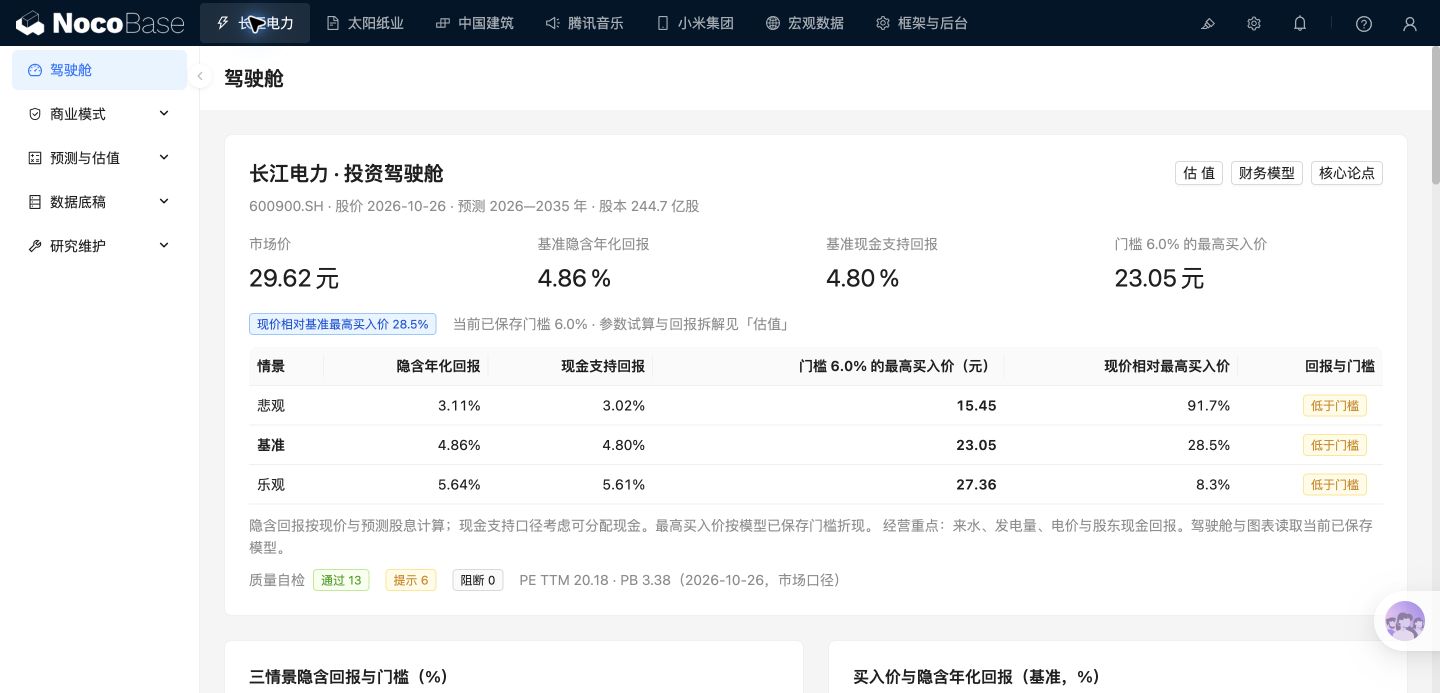 NocoBase
长江电力
太阳纸业
中国建筑
腾讯音乐
小米集团
宏观数据
框架与后台
驾驶舱
商业模式
预测与估值
数据底稿
研究维护
驾驶舱
长江电力 · 投资驾驶舱
估 值
财务模型
核心论点
600900.SH · 股价 2026-10-26 · 预测 2026—2035 年 · 股本 244.7 亿股
市场价
基准隐含年化回报
基准现金支持回报
门槛 6.0% 的最高买入价
29.62 元
4.86 %
4.80 %
23.05 元
现价相对基准最高买入价 28.5%
当前已保存门槛 6.0% · 参数试算与回报拆解见「估值」
情景 隐含年化回报 现金支持回报 门槛 6.0% 的最高买入价（元） 现价相对最高买入价 回报与门槛
悲观 3.11% 3.02% 15.45 91.7% 低于门槛
基准 4.86% 4.80% 23.05 28.5% 低于门槛
乐观 5.64% 5.61% 27.36 8.3% 低于门槛
隐含回报按现价与预测股息计算；现金支持口径考虑可分配现金。最高买入价按模型已保存门槛折现。 经营重点：来水、发电量、电价与股东现金回报。驾驶舱与图表读取当前已保存
模型。
质量自检 通过 13 提示 6 阻断 0 PE TTM 20.18 · PB 3.38（2026-10-26，市场口径）
三情景隐含回报与门槛（%）
买入价与隐含年化回报（基准，%）